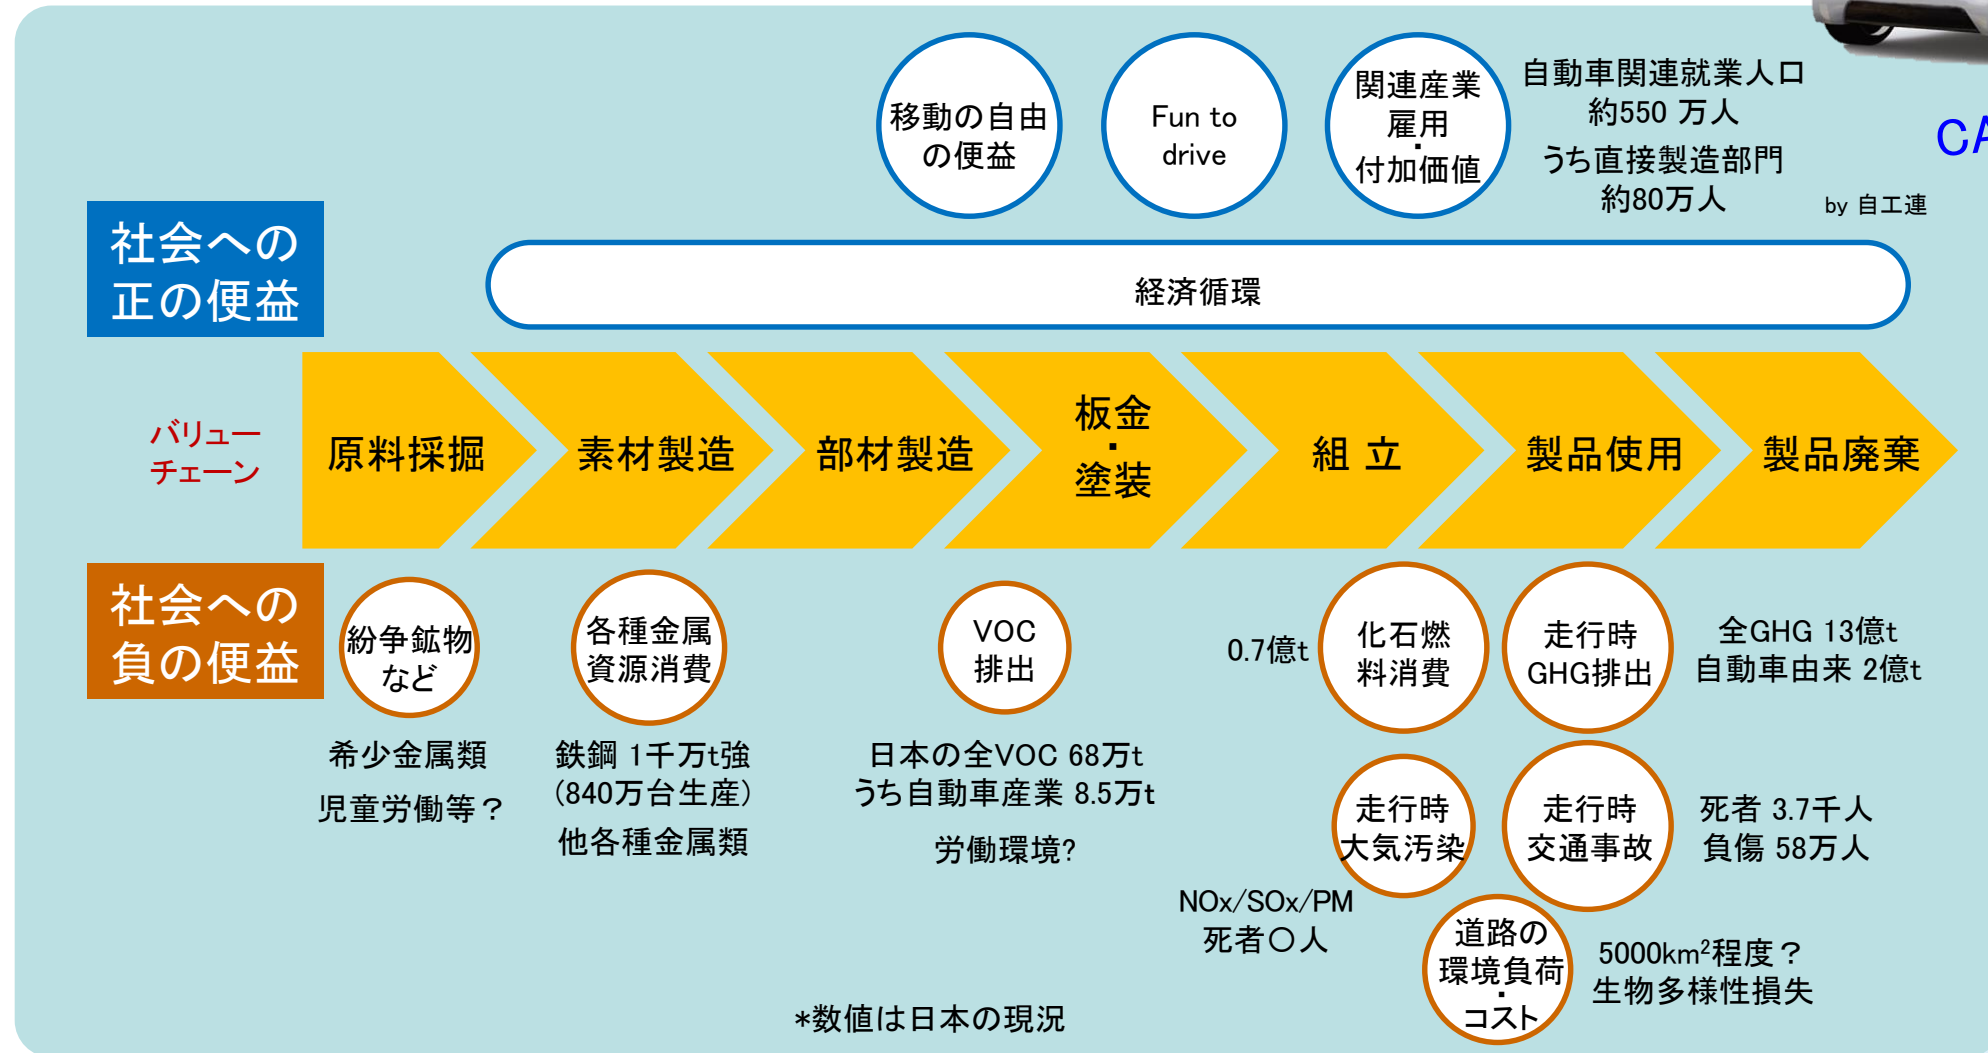 移動の自由
の便益
Fun to
drive
関連産業
雇用
・
付加価値
自動車関連就業人口
約550 万人
うち直接製造部門
約80万人
CA
by 自工連
社会への
正の便益
経済循環
バリュー
チェーン
原料採掘
素材製造
部材製造
板金
・
塗装
組 立
製品使用
製品廃棄
社会への
負の便益
紛争鉱物
など
希少金属類
児童労働等？
各種金属
資源消費
鉄鋼 1千万t強
(840万台生産)
他各種金属類
VOC
排出
日本の全VOC 68万t
うち自動車産業 8.5万t
労働環境?
0.7億t
化石燃
料消費
走行時
GHG排出
全GHG 13億t
自動車由来 2億t
走行時
大気汚染
NOx/SOx/PM
死者〇人
走行時
交通事故
死者 3.7千人
負傷 58万人
道路の
環境負荷
・
コスト
5000km²程度？
生物多様性損失
*数値は日本の現況